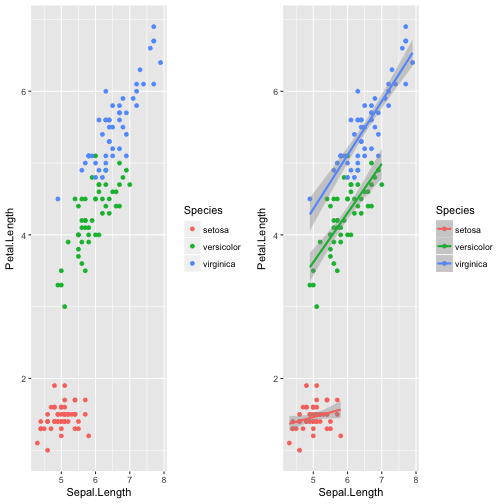 6
4
2
Petal.Length
5
6
7
8
Sepal.Length
Species
setosa
versicolor
virginica
6
4
2
Petal.Length
5
6
7
8
Sepal.Length
Species
setosa
versicolor
virginica